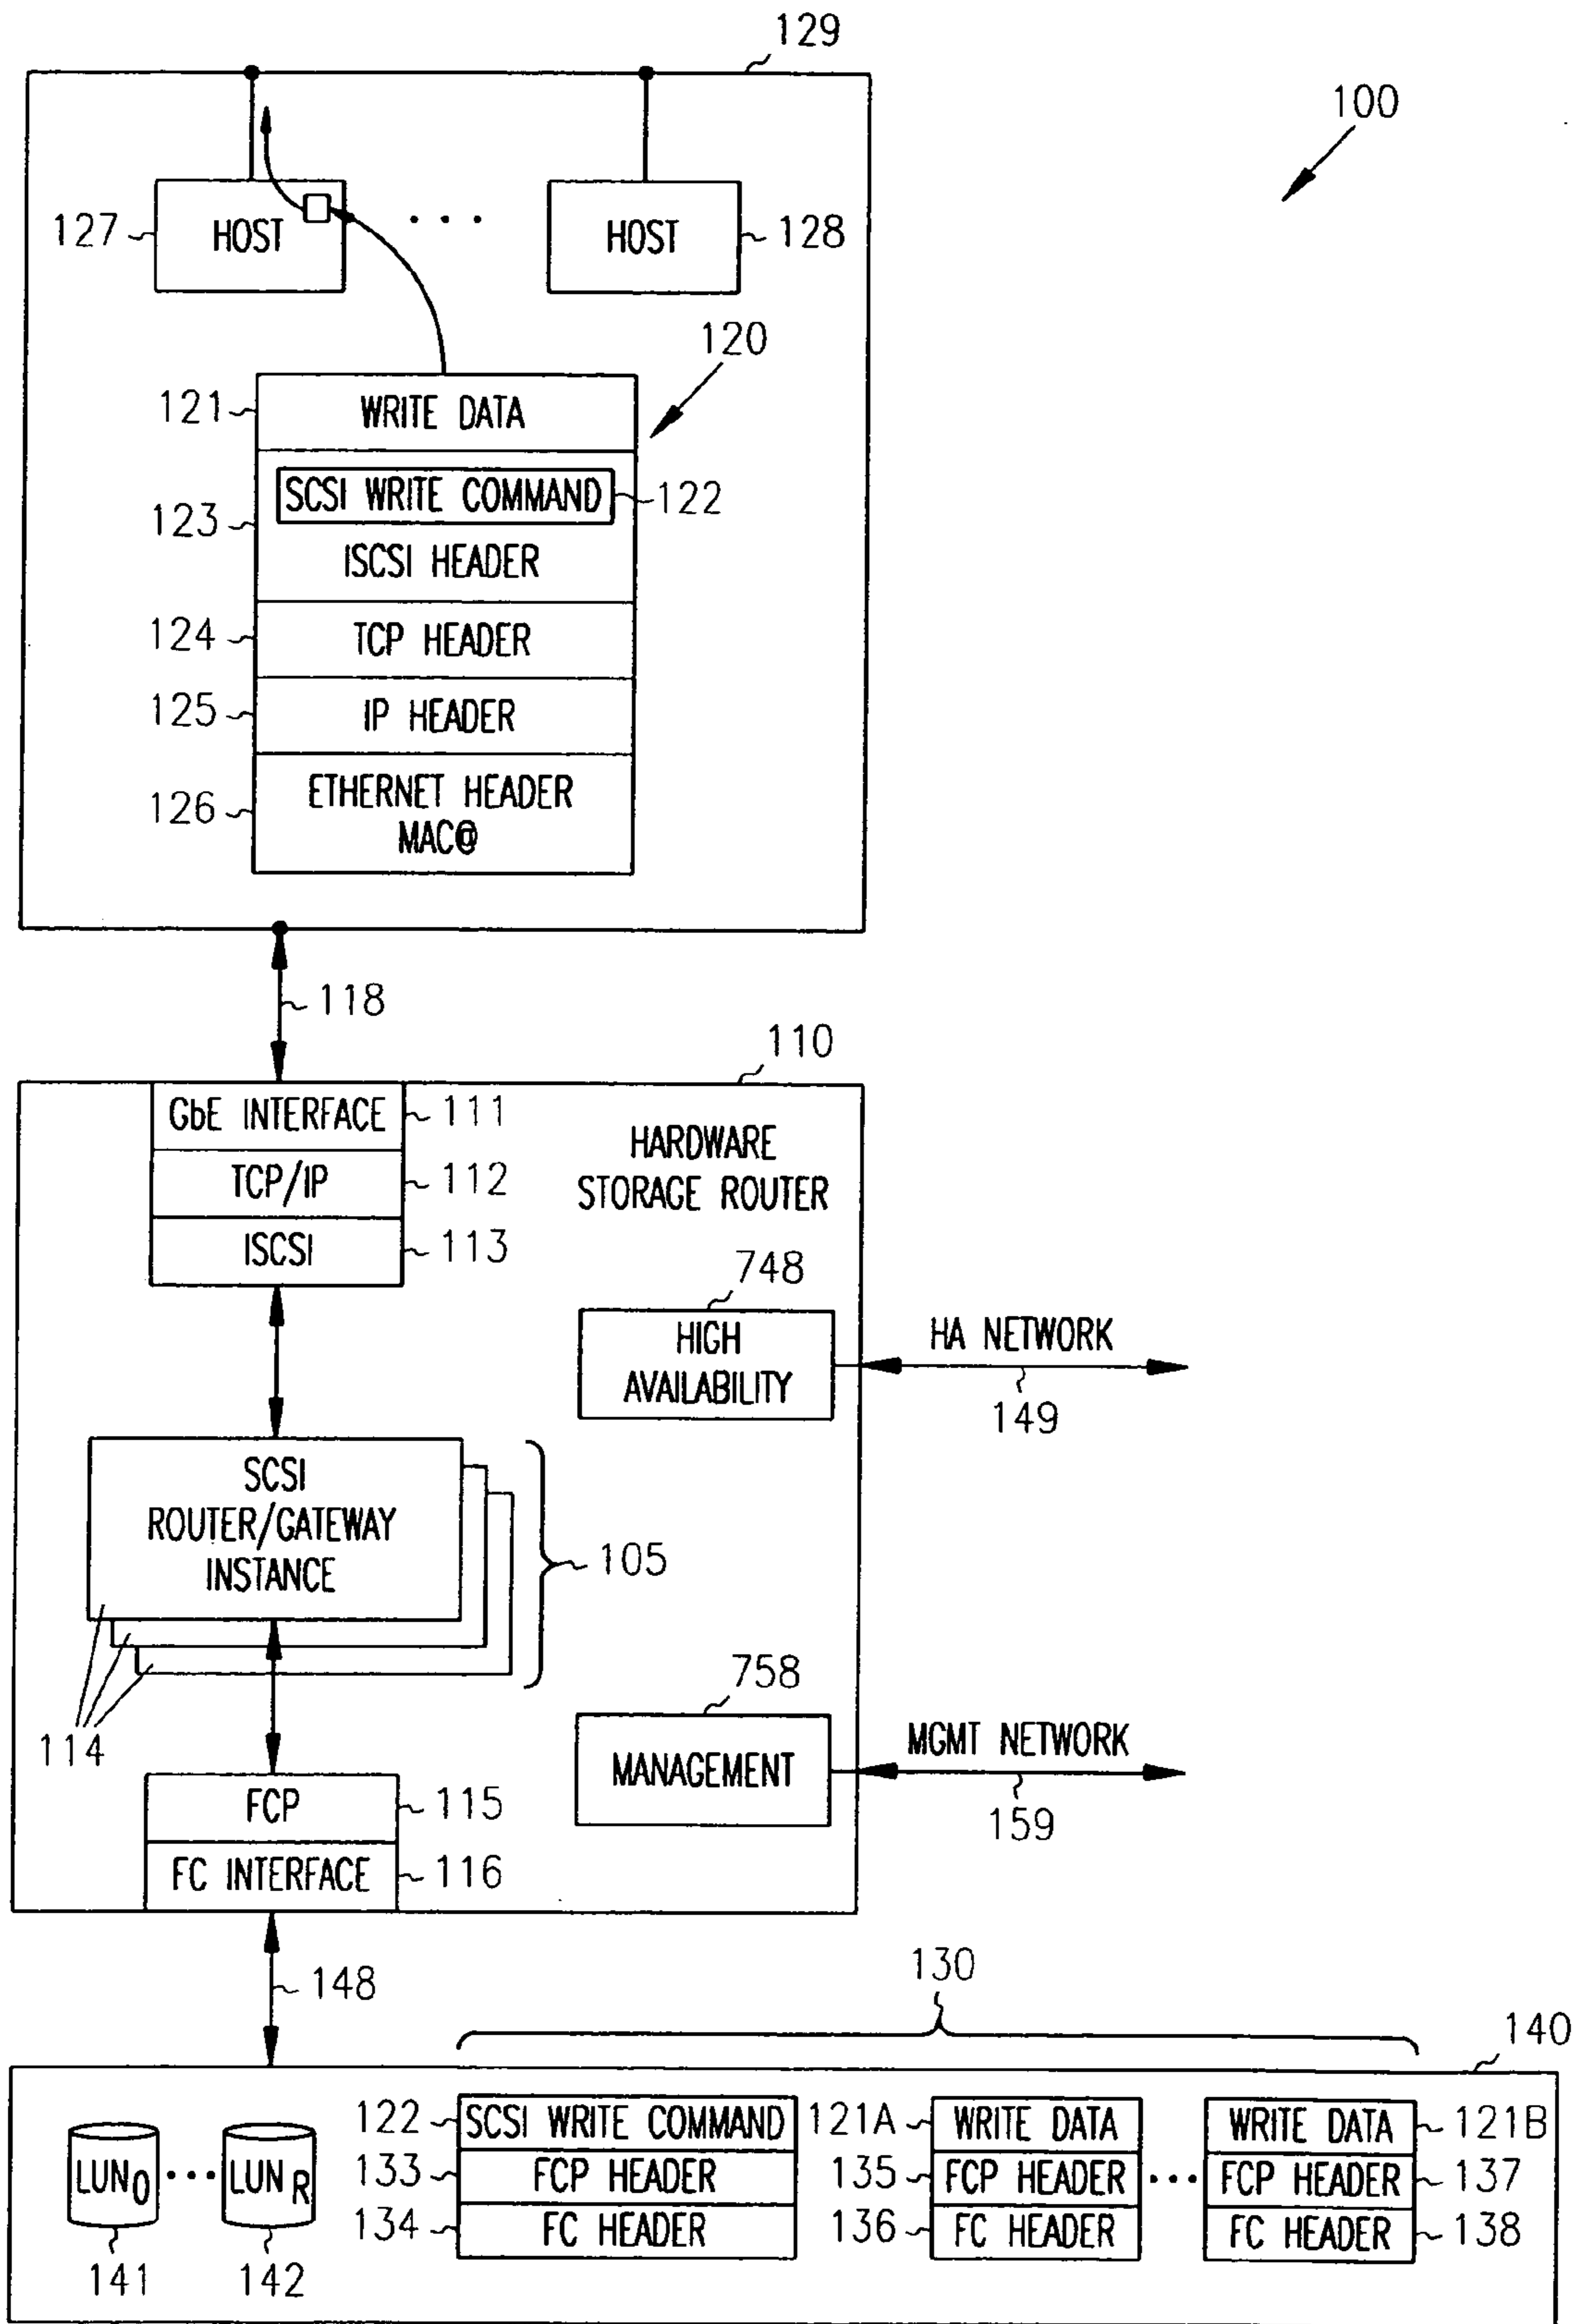 129
100
127
HOST
. . .
HOST
128
120
121
WRITE DATA
SCSI WRITE COMMAND
122
123
ISCSI HEADER
124
TCP HEADER
125
IP HEADER
126
ETHERNET HEADER
MAC@
118
110
GbE INTERFACE
111
HARDWARE
STORAGE ROUTER
TCP/IP
112
ISCSI
113
748
HIGH
AVAILABILITY
HA NETWORK
149
SCSI
ROUTER/GATEWAY
INSTANCE
105
114
758
MANAGEMENT
MGMT NETWORK
159
FCP
115
FC INTERFACE
116
148
130
140
LUN0
...
LUNR
141
142
122
SCSI WRITE COMMAND
133
FCP HEADER
134
FC HEADER
121A
WRITE DATA
135
FCP HEADER
136
FC HEADER
...
WRITE DATA
121B
FCP HEADER
137
FC HEADER
138